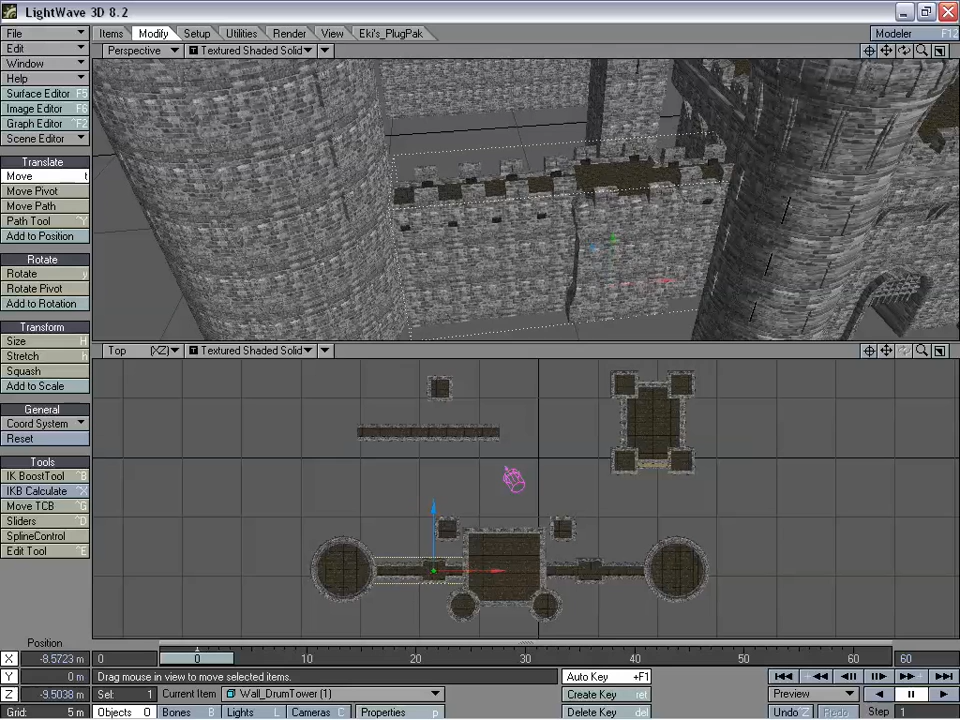 LightWave 3D 8.2
File
Items Modify Setup Utilities Render View Eki's_PlugPak Modeler F12
Edit
Perspective Textured Shaded Solid
Window
Help
Surface Editor F5
Image Editor F6
Graph Editor ^F2
Scene Editor
Translate
Move t
Move Pivot
Move Path
Path Tool ^Y
Add to Position
Rotate
Rotate y
Rotate Pivot
Add to Rotation
Transform
Size H
Stretch h
Top (XZ) Textured Shaded Solid
Squash
Add to Scale
General
Coord System
Reset
Tools
IK BoostTool ^B
IKB Calculate ^X
Move TCB ^G
Sliders ^D
SplineControl
Edit Tool ^E
Position
X -9.5723 m 0 0 10 20 30 40 50 60 60
Y 0 m Drag mouse in view to move selected items. Auto Key +F1
Z -9.5038 m Sel: 1 Current Item Wall_DrumTower (1) Create Key ret Preview
Grid: 5 m Objects O Bones B Lights L Cameras C Properties p Delete Key del Undo ^Z Redo Step 1